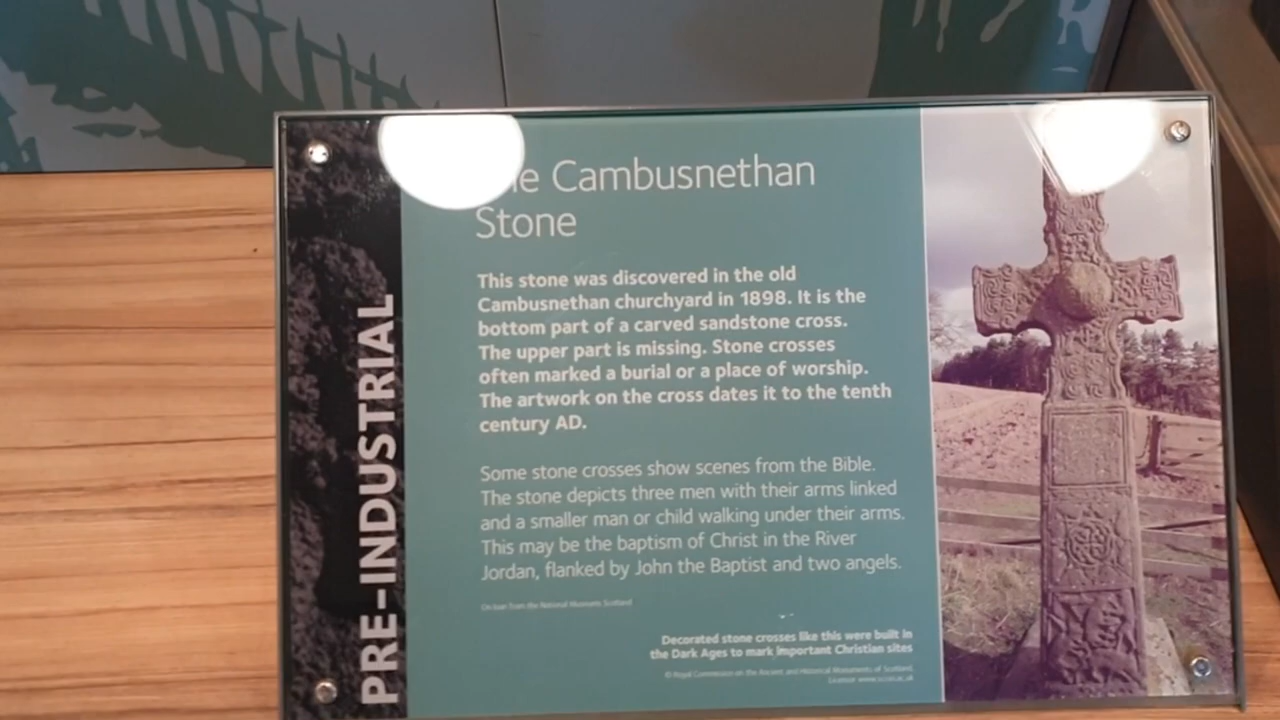 PRE-INDUSTRIAL
Cambusnethan
Stone
This stone was discovered in the old
Cambusnethan churchyard in 1898. It is the
bottom part of a carved sandstone cross.
The upper part is missing. Stone crosses
often marked a burial or a place of worship.
The artwork on the cross dates it to the tenth
century AD.
Some stone crosses show scenes from the Bible.
The stone depicts three men with their arms linked
and a smaller man or child walking under their arms.
This may be the baptism of Christ in the River
Jordan, flanked by John the Baptist and two angels.
On loan from the National Museums Scotland
Decorated stone crosses like this were built in
the Dark Ages to mark important Christian sites
© Royal Commission on the Ancient and Historical Monuments of Scotland.
Licensor www.scran.ac.uk